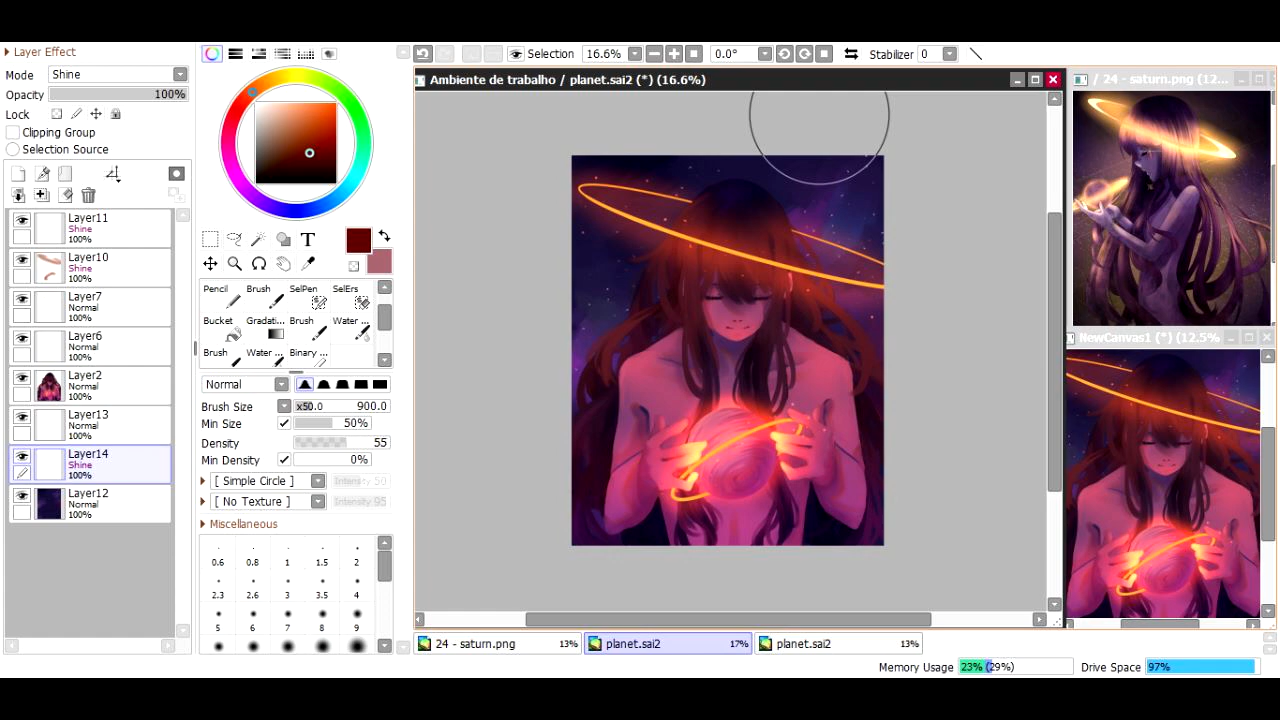 Layer Effect
Mode Shine
Opacity 100%
Lock
Clipping Group
Selection Source
Layer11
Shine
100%
Layer10
Shine
100%
Layer7
Normal
100%
Layer6
Normal
100%
Layer2
Normal
100%
Layer13
Normal
100%
Layer14
Shine
100%
Layer12
Normal
100%
T
Pencil Brush SelPen SelErs
Bucket Gradati... Brush Water ...
Brush Water ... Binary ...
Normal
Brush Size x50.0 900.0
Min Size 50%
Density 55
Min Density 0%
[ Simple Circle ] Intensity 50
[ No Texture ] Intensity 95
Miscellaneous
0.6 0.8 1 1.5 2
2.3 2.6 3 3.5 4
5 6 7 8 9
Selection 16.6% 0.0° Stabilizer 0
Ambiente de trabalho / planet.sai2 (*) (16.6%)
/ 24 - saturn.png (12...
NewCanvas1 (*) (12.5%
24 - saturn.png 13%
planet.sai2 17%
planet.sai2 13%
Memory Usage 23% (29%) Drive Space 97%